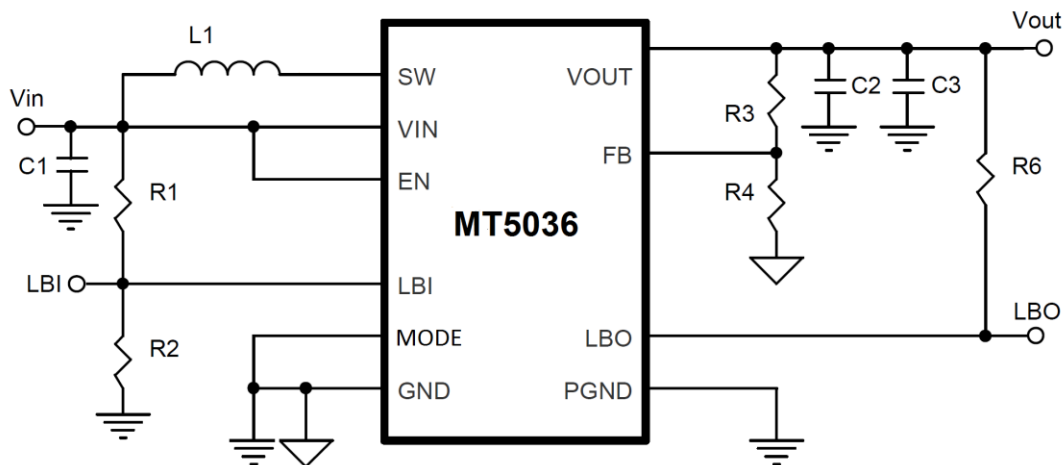 Vout
L1
SW
VOUT
C2
C3
Vin
R3
VIN
C1
FB
R6
EN
R1
R4
MT5036
LBI
LBI
LBO
MODE
LBO
R2
GND
PGND